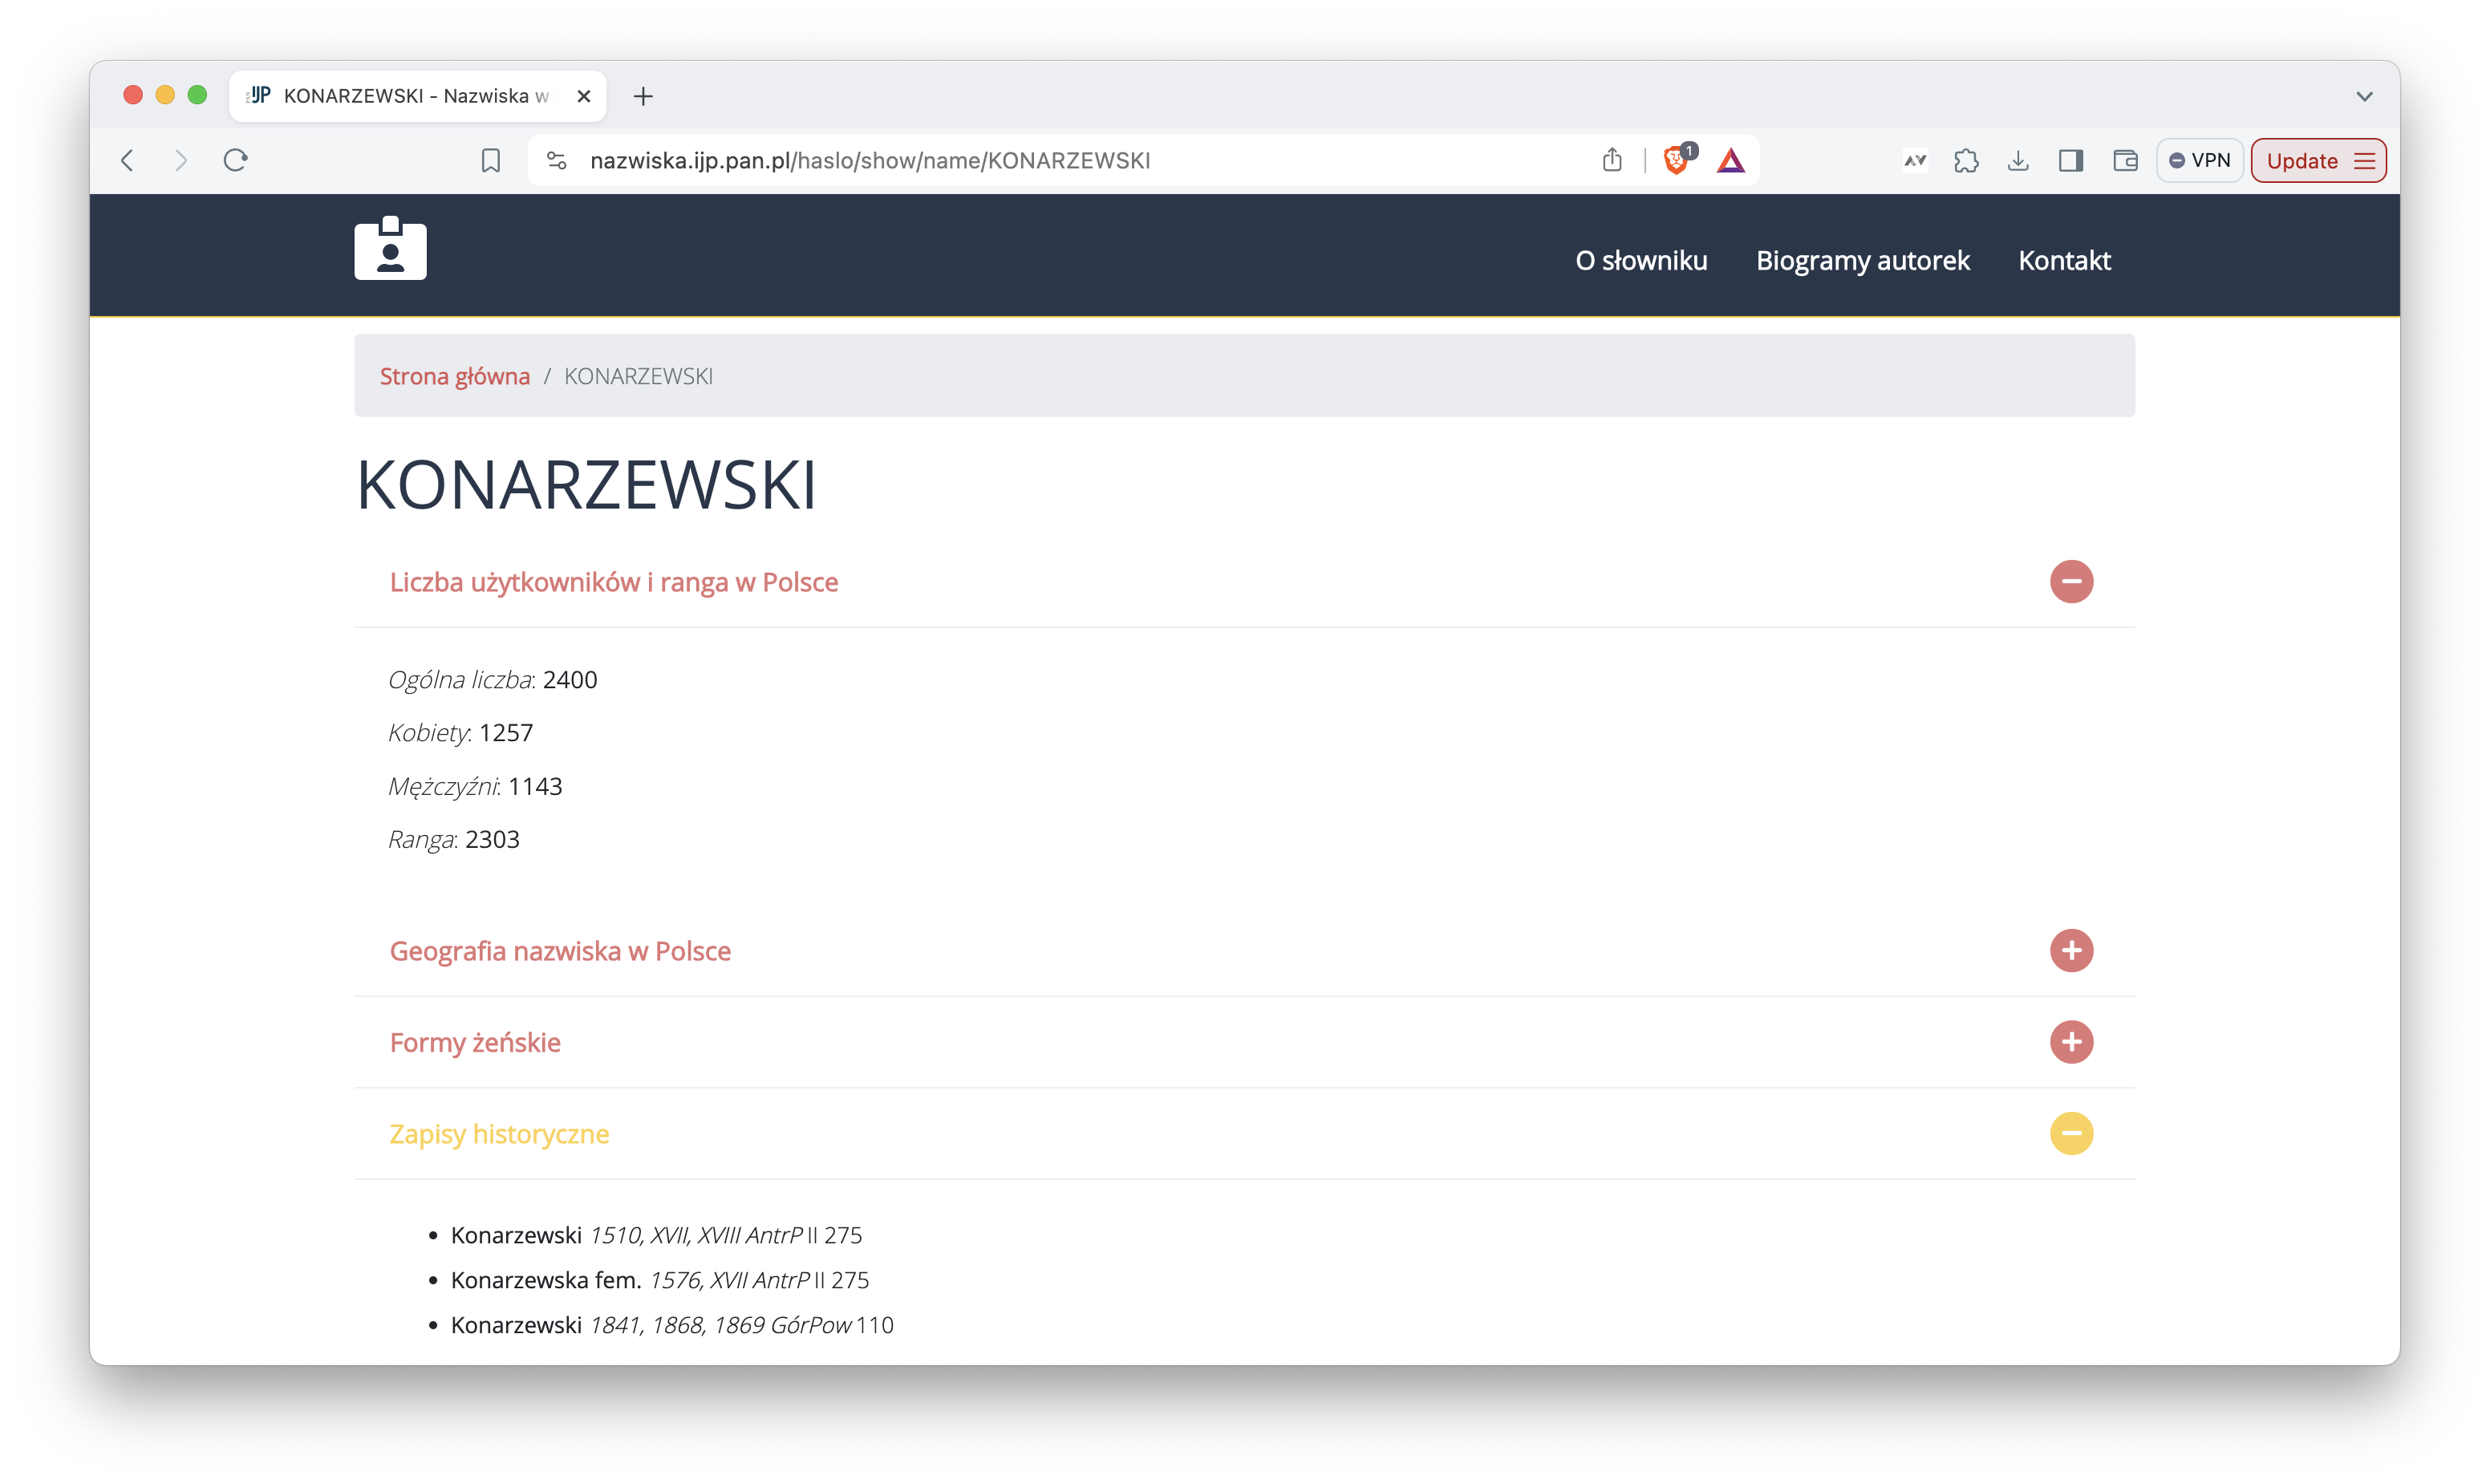 PAN IJP KONARZEWSKI - Nazwiska w
nazwiska.ijp.pan.pl/haslo/show/name/KONARZEWSKI
1
VPN
Update
O słowniku Biogramy autorek Kontakt
Strona główna / KONARZEWSKI
KONARZEWSKI
Liczba użytkowników i ranga w Polsce
Ogólna liczba: 2400
Kobiety: 1257
Mężczyźni: 1143
Ranga: 2303
Geografia nazwiska w Polsce
Formy żeńskie
Zapisy historyczne
• Konarzewski 1510, XVII, XVIII AntrP II 275
• Konarzewska fem. 1576, XVII AntrP II 275
• Konarzewski 1841, 1868, 1869 GórPow 110